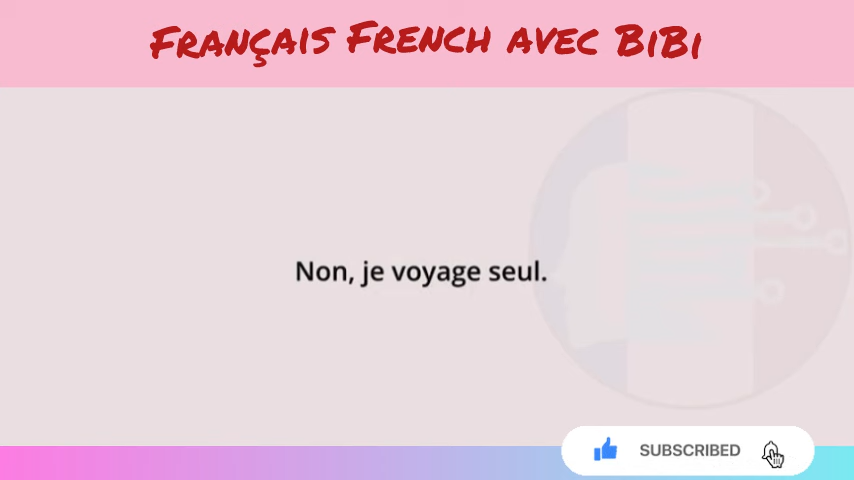 Français French avec BiBi
Non, je voyage seul.
SUBSCRIBED